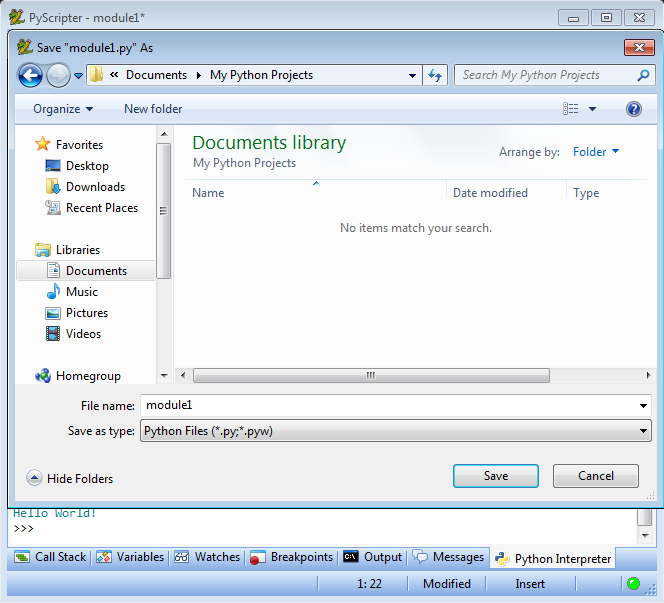 PyScripter - module1*
Save "module1.py" As
« Documents My Python Projects Search My Python Projects
Organize New folder
Favorites
Desktop
Downloads
Recent Places
Libraries
Documents
Music
Pictures
Videos
Homegroup
Documents library
My Python Projects
Arrange by: Folder
Name Date modified Type
No items match your search.
File name: module1
Save as type: Python Files (*.py;*.pyw)
Hide Folders Save Cancel
Hello World!
>>>
Call Stack Variables Watches Breakpoints Output Messages Python Interpreter
1: 22 Modified Insert